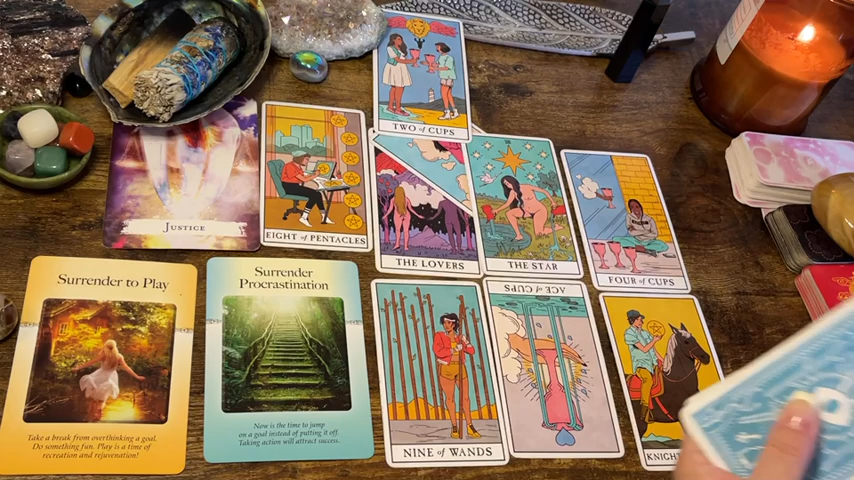 TWO of CUPS
JUSTICE
EIGHT of PENTACLES
THE LOVERS
THE STAR
FOUR of CUPS
Surrender to Play
Take a break from overthinking a goal.
Do something fun. Play is a time of
recreation and rejuvenation!
Surrender
Procrastination
Now is the time to jump
on a goal instead of putting it off.
Taking action will attract success.
NINE of WANDS
ACE of CUPS
KNIGHT